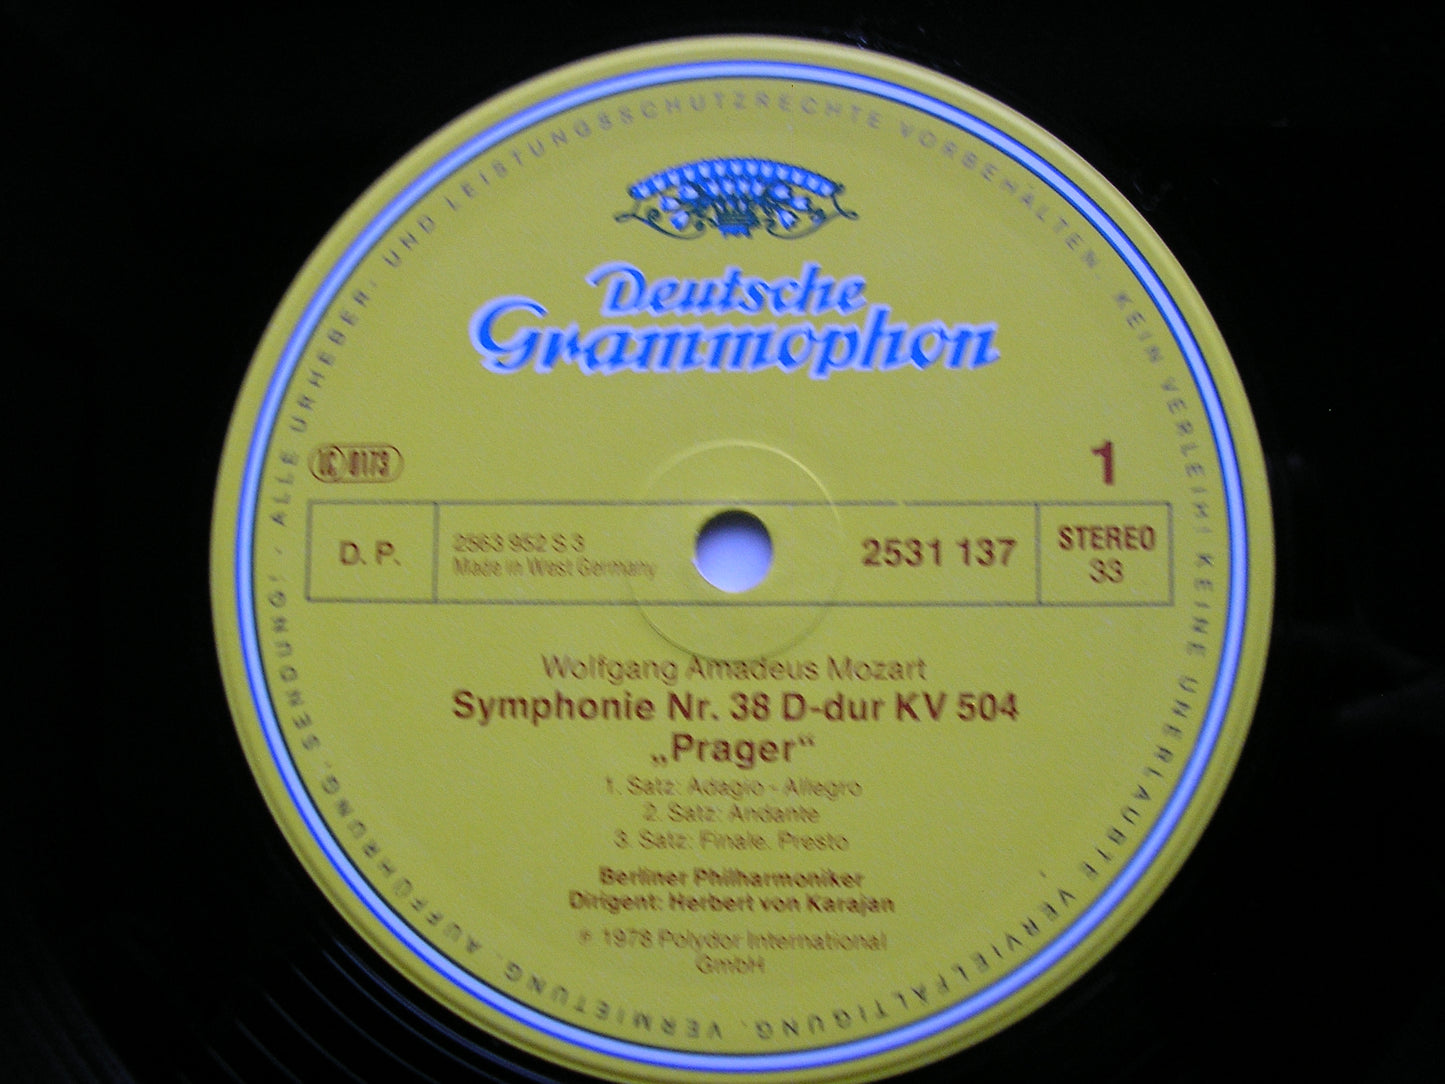 ALLE URHEBER- UND LEISTUNGSSCHUTZRECHTE VORBEHALTEN. KEIN VERLEIH! KEINE UNERLAUBTE VERVIELFÄLTIGUNG, VERMIETUNG, AUFFÜHRUNG, SENDUNG!
Deutsche
Grammophon
LC 0173
1
D. P.
2563 952 S 3
Made in West Germany
2531 137
STEREO
33
Wolfgang Amadeus Mozart
Symphonie Nr. 38 D-dur KV 504
„Prager“
1. Satz: Adagio - Allegro
2. Satz: Andante
3. Satz: Finale. Presto
Berliner Philharmoniker
Dirigent: Herbert von Karajan
℗ 1978 Polydor International
GmbH